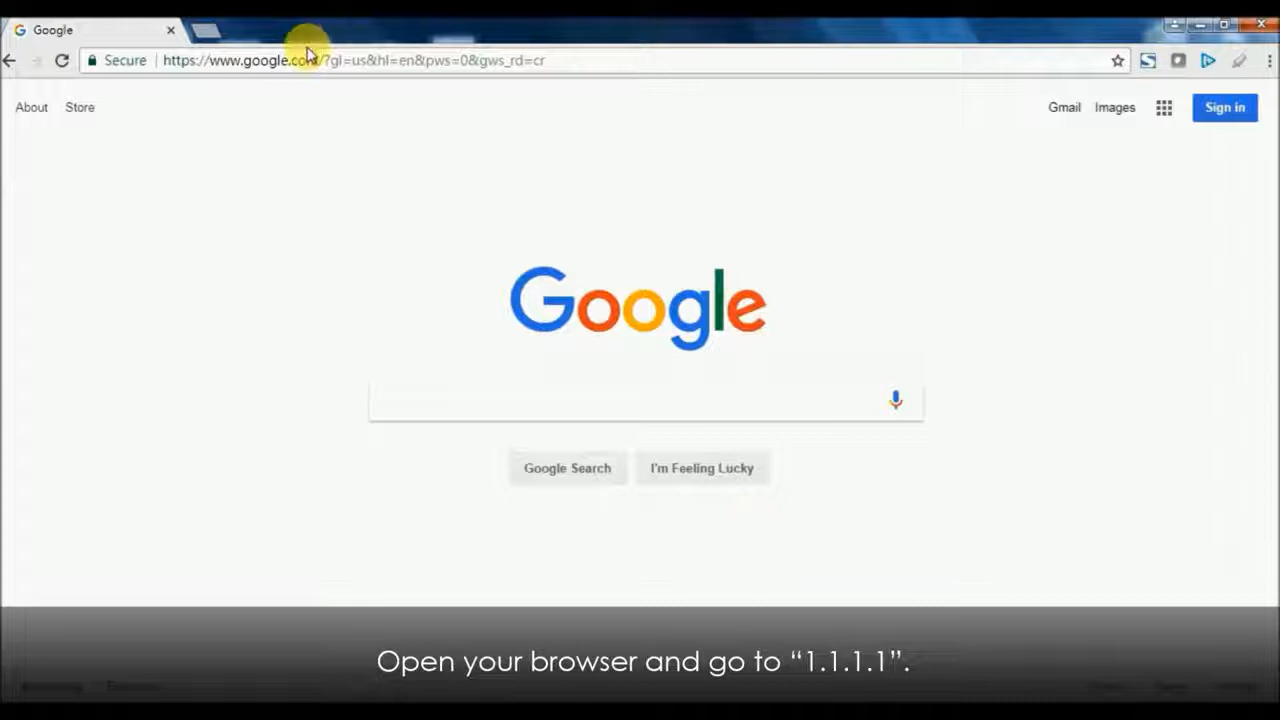 Google
Secure https://www.google.com/?gl=us&hl=en&pws=0&gws_rd=cr
About Store Gmail Images Sign in
Google
Google Search I'm Feeling Lucky
Open your browser and go to “1.1.1.1”.